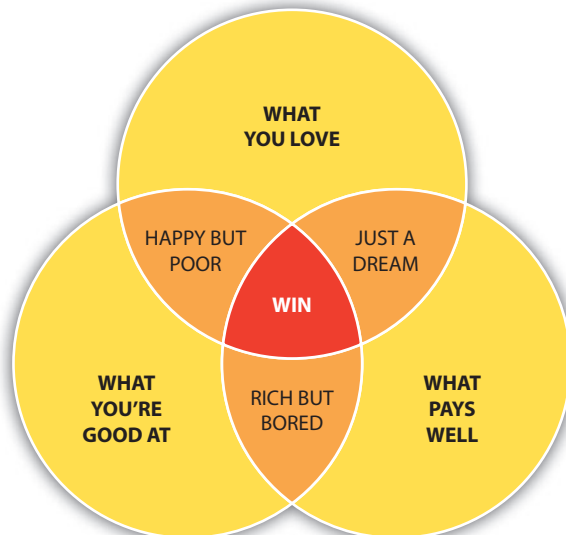 WHAT
YOU LOVE
HAPPY BUT
POOR
JUST A
DREAM
WIN
WHAT
YOU'RE
GOOD AT
RICH BUT
BORED
WHAT
PAYS
WELL